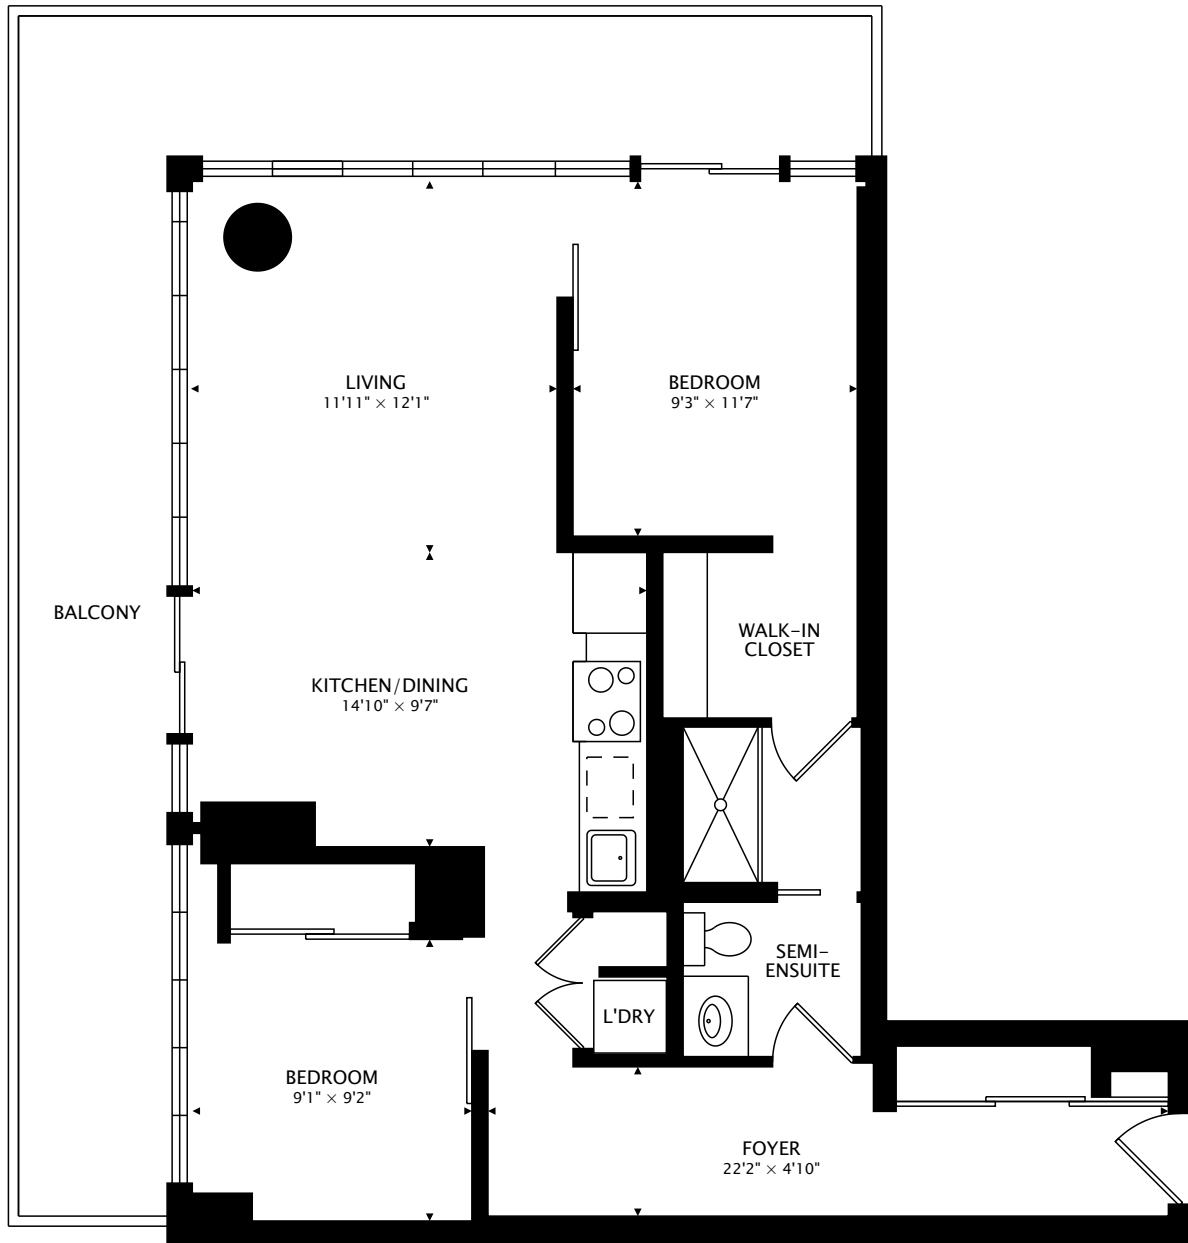 LIVING
11'11" × 12'1"
BEDROOM
9'3" × 11'7"
BALCONY
WALK-IN
CLOSET
KITCHEN/DINING
14'10" × 9'7"
SEMI-
ENSUITE
L'DRY
BEDROOM
9'1" × 9'2"
FOYER
22'2" × 4'10"